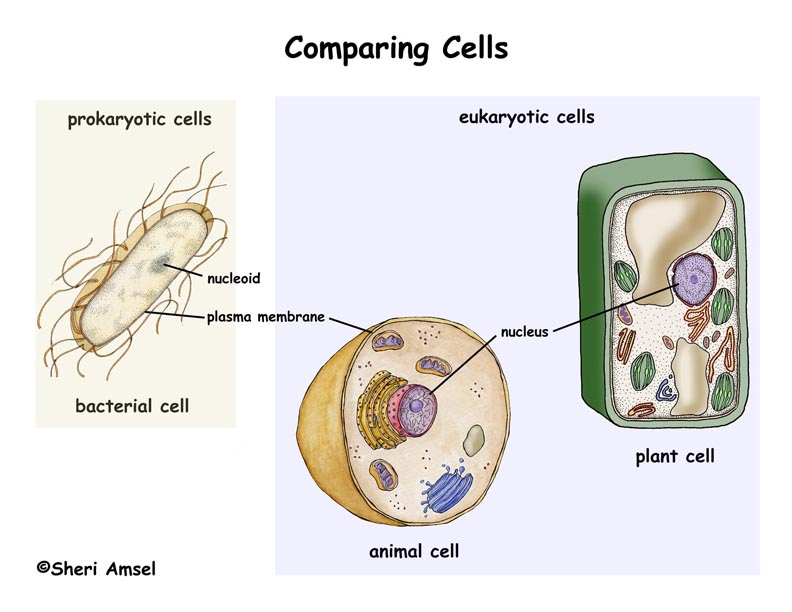 Comparing Cells
prokaryotic cells
eukaryotic cells
nucleoid
plasma membrane
nucleus
bacterial cell
plant cell
animal cell
©Sheri Amsel